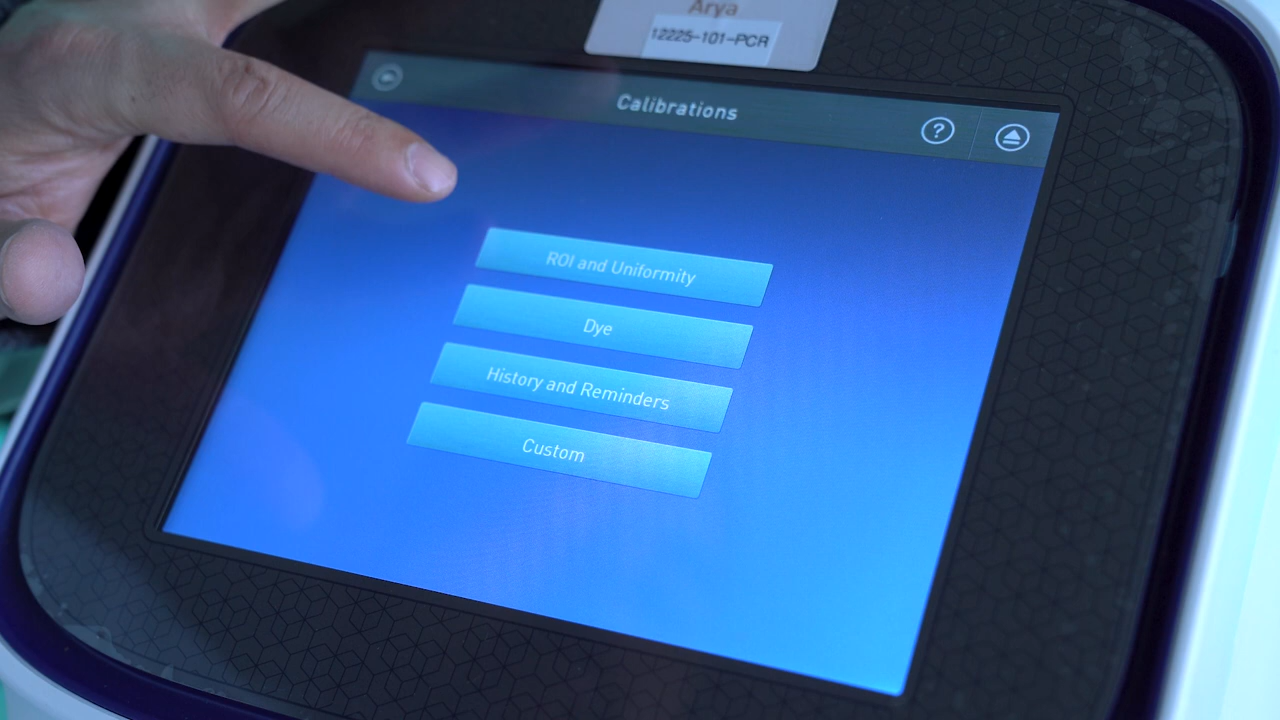 Arya
12225-101-PCR
Calibrations
?
ROI and Uniformity
Dye
History and Reminders
Custom